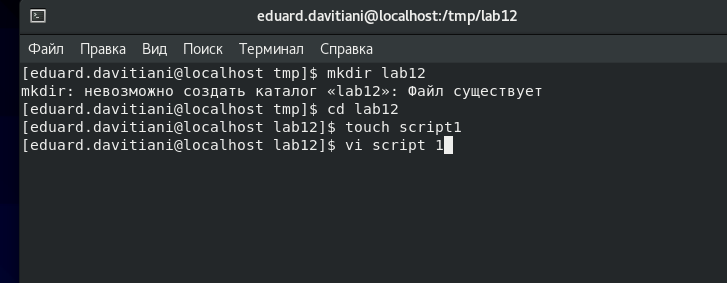 eduard.davitiani@localhost:/tmp/lab12
Файл Правка Вид Поиск Терминал Справка
[eduard.davitiani@localhost tmp]$ mkdir lab12
mkdir: невозможно создать каталог «lab12»: Файл существует
[eduard.davitiani@localhost tmp]$ cd lab12
[eduard.davitiani@localhost lab12]$ touch script1
[eduard.davitiani@localhost lab12]$ vi script 1